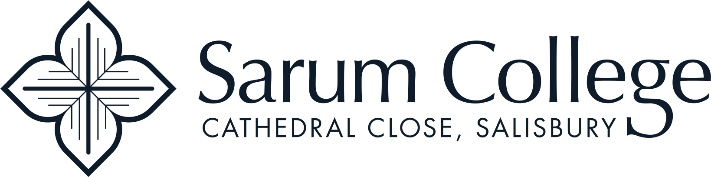 Sarum College
CATHEDRAL CLOSE, SALISBURY